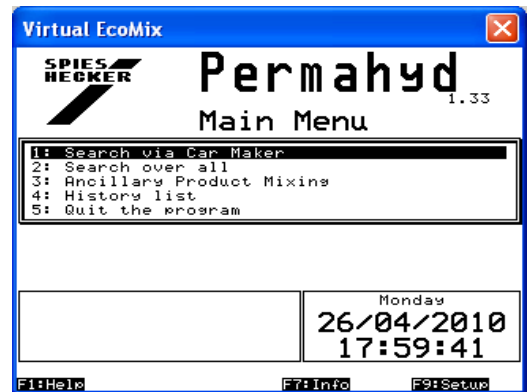 Virtual EcoMix
SPIES
HECKER
Permahyd
1.33
Main Menu
1: Search via Car Maker
2: Search over all
3: Ancillary Product Mixing
4: History list
5: Quit the program
Monday
26/04/2010
17:59:41
F1:Help F7:Info F9:Setup